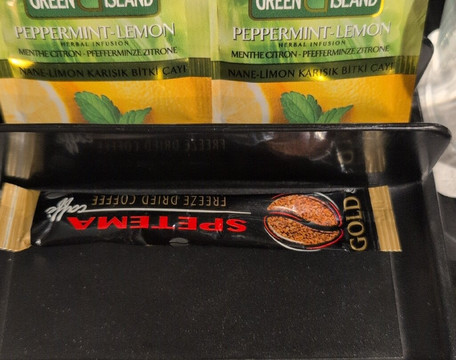 GREEN ISLAND
PEPPERMINT-LEMON
HERBAL INFUSION
MENTHE CITRON - PFEFFERMINZE ZITRONE
NANE-LIMON KARIŞIK BİTKİ ÇAYI
GREEN ISLAND
PEPPERMINT-LEMON
HERBAL INFUSION
MENTHE CITRON - PFEFFERMINZE ZITRONE
NANE-LIMON KARIŞIK BİTKİ ÇAYI
SPETEMA
caffè
FREEZE DRIED COFFEE
GOLD